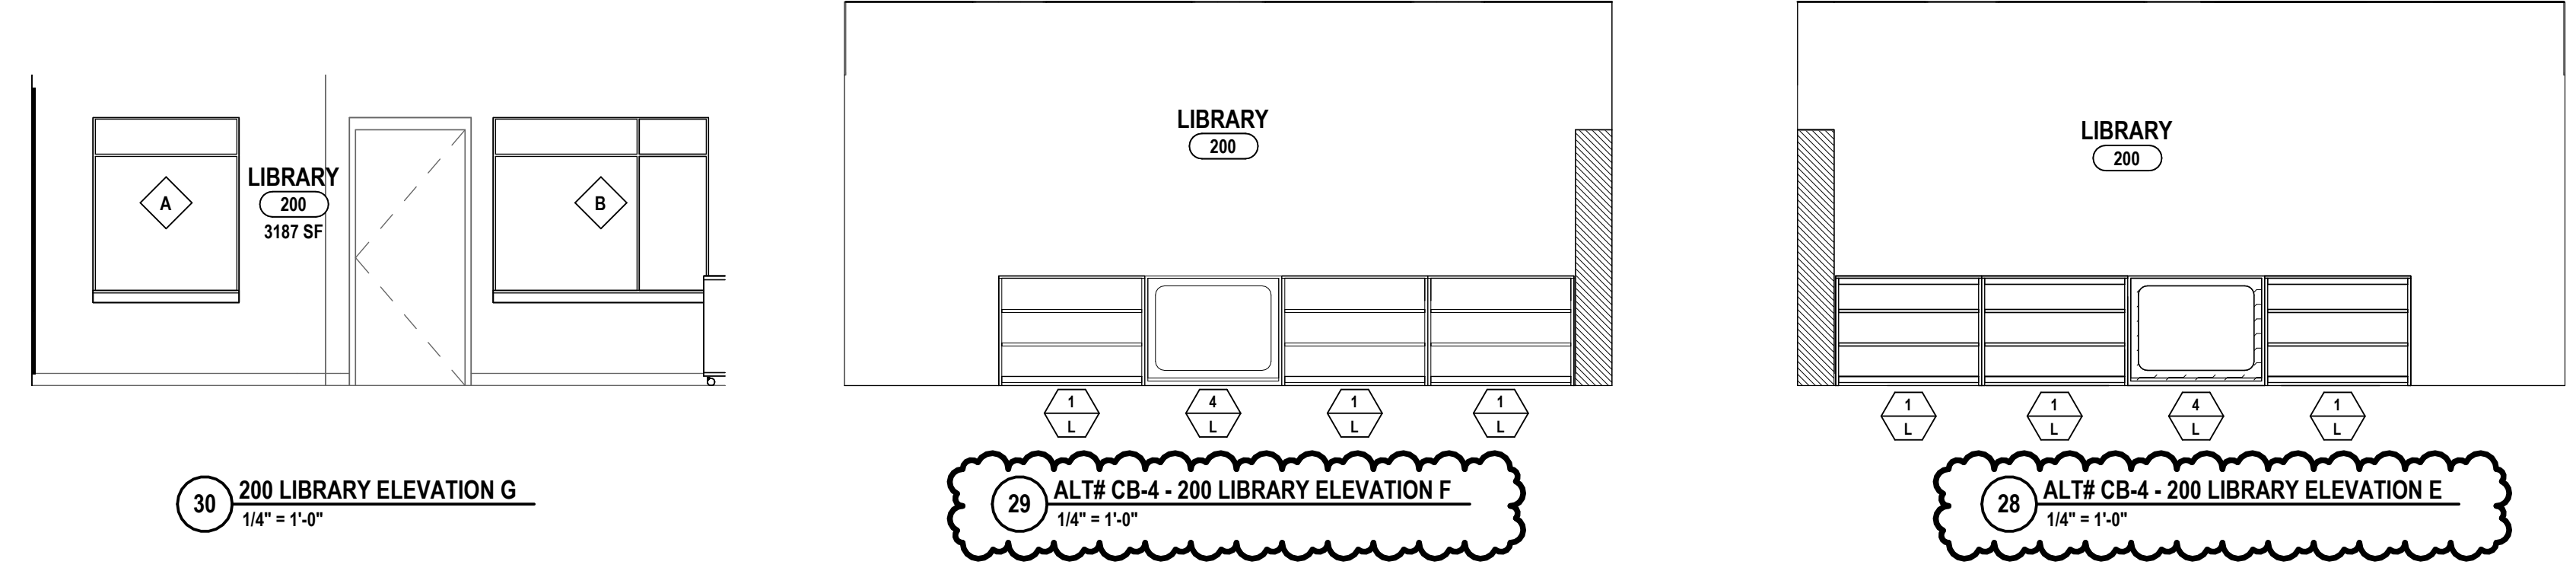 LIBRARY
200
3187 SF
A
B
30
200 LIBRARY ELEVATION G
1/4" = 1'-0"
LIBRARY
200
1
L
4
L
1
L
1
L
29
ALT# CB-4 - 200 LIBRARY ELEVATION F
1/4" = 1'-0"
LIBRARY
200
1
L
1
L
4
L
1
L
28
ALT# CB-4 - 200 LIBRARY ELEVATION E
1/4" = 1'-0"